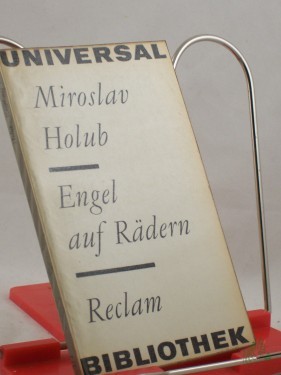 UNIVERSAL
Miroslav
Holub
Engel
auf Rädern
Reclam
BIBLIOTHEK